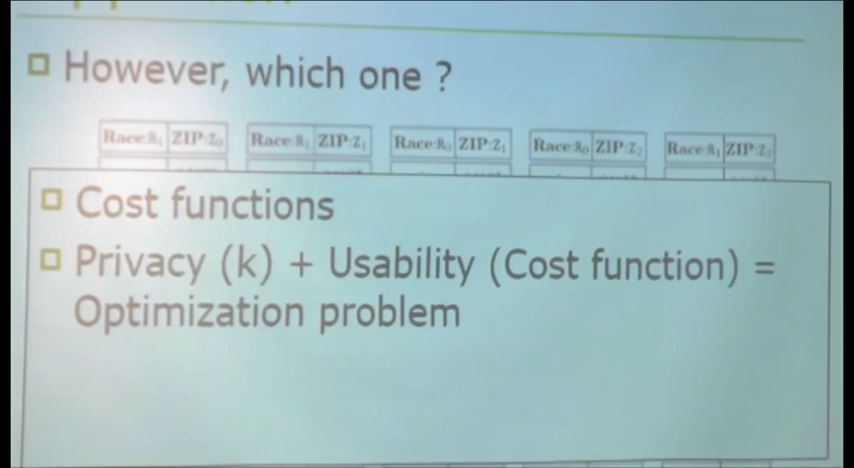 However, which one ?
Race:R₁ ZIP:Z₀ Race:R₁ ZIP:Z₁ Race:R₀ ZIP:Z₁ Race:R₀ ZIP:Z₂ Race:R₁ ZIP:Z₂
Cost functions
Privacy (k) + Usability (Cost function) =
Optimization problem